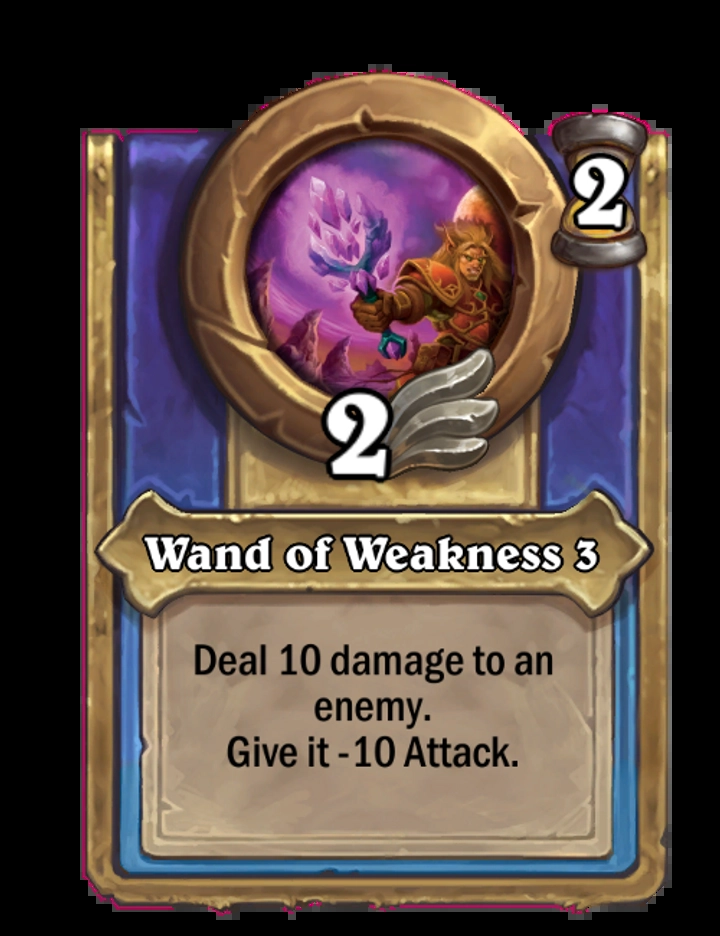 2
2
Wand of Weakness 3
Deal 10 damage to an
enemy.
Give it -10 Attack.